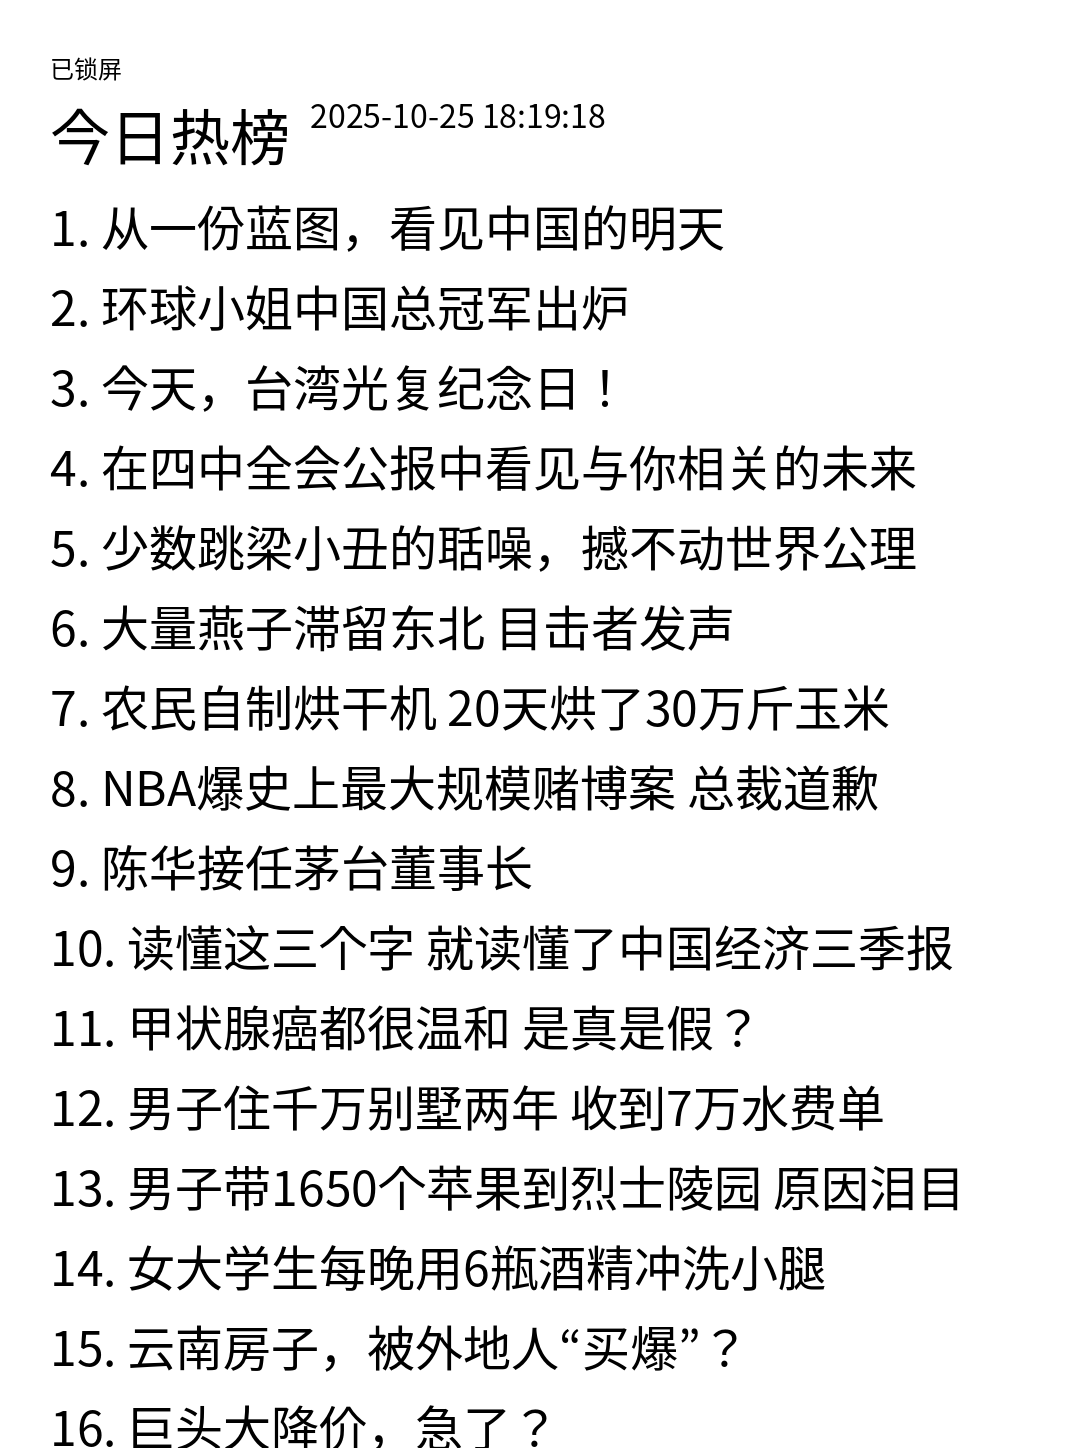 已锁屏
今日热榜 2025-10-25 18:19:18
1. 从一份蓝图，看见中国的明天
2. 环球小姐中国总冠军出炉
3. 今天，台湾光复纪念日！
4. 在四中全会公报中看见与你相关的未来
5. 少数跳梁小丑的聒噪，撼不动世界公理
6. 大量燕子滞留东北 目击者发声
7. 农民自制烘干机 20天烘了30万斤玉米
8. NBA爆史上最大规模赌博案 总裁道歉
9. 陈华接任茅台董事长
10. 读懂这三个字 就读懂了中国经济三季报
11. 甲状腺癌都很温和 是真是假？
12. 男子住千万别墅两年 收到7万水费单
13. 男子带1650个苹果到烈士陵园 原因泪目
14. 女大学生每晚用6瓶酒精冲洗小腿
15. 云南房子，被外地人“买爆”？
16. 巨头大降价，急了？